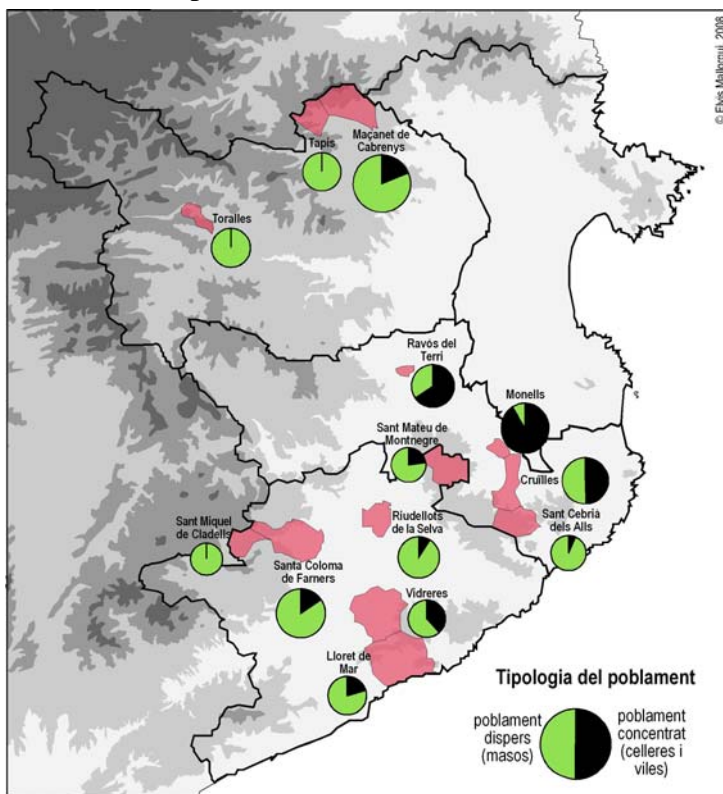 © Elvis Mallorquí, 2008
Tapis
Maçanet de
Cabrenys
Toralles
Ravós del
Terri
Monells
Sant Mateu de
Montnegre
Cruïlles
Sant Miquel
de Cladells
Riudellots
de la Selva
Sant Cebrià
dels Alls
Santa Coloma
de Farners
Vidreres
Lloret de
Mar
Tipologia del poblament
poblament
dispers
(masos)
poblament
concentrat
(celleres i
viles)